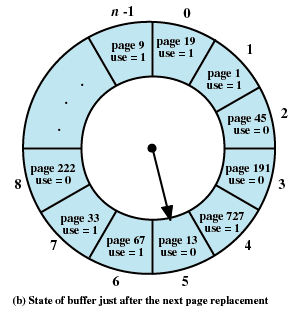 n -1
0
page 9
use = 1
page 19
use = 1
1
page 1
use = 1
2
page 45
use = 0
3
page 191
use = 0
4
page 727
use = 1
5
page 13
use = 0
6
page 67
use = 1
7
page 33
use = 1
8
page 222
use = 0
(b) State of buffer just after the next page replacement